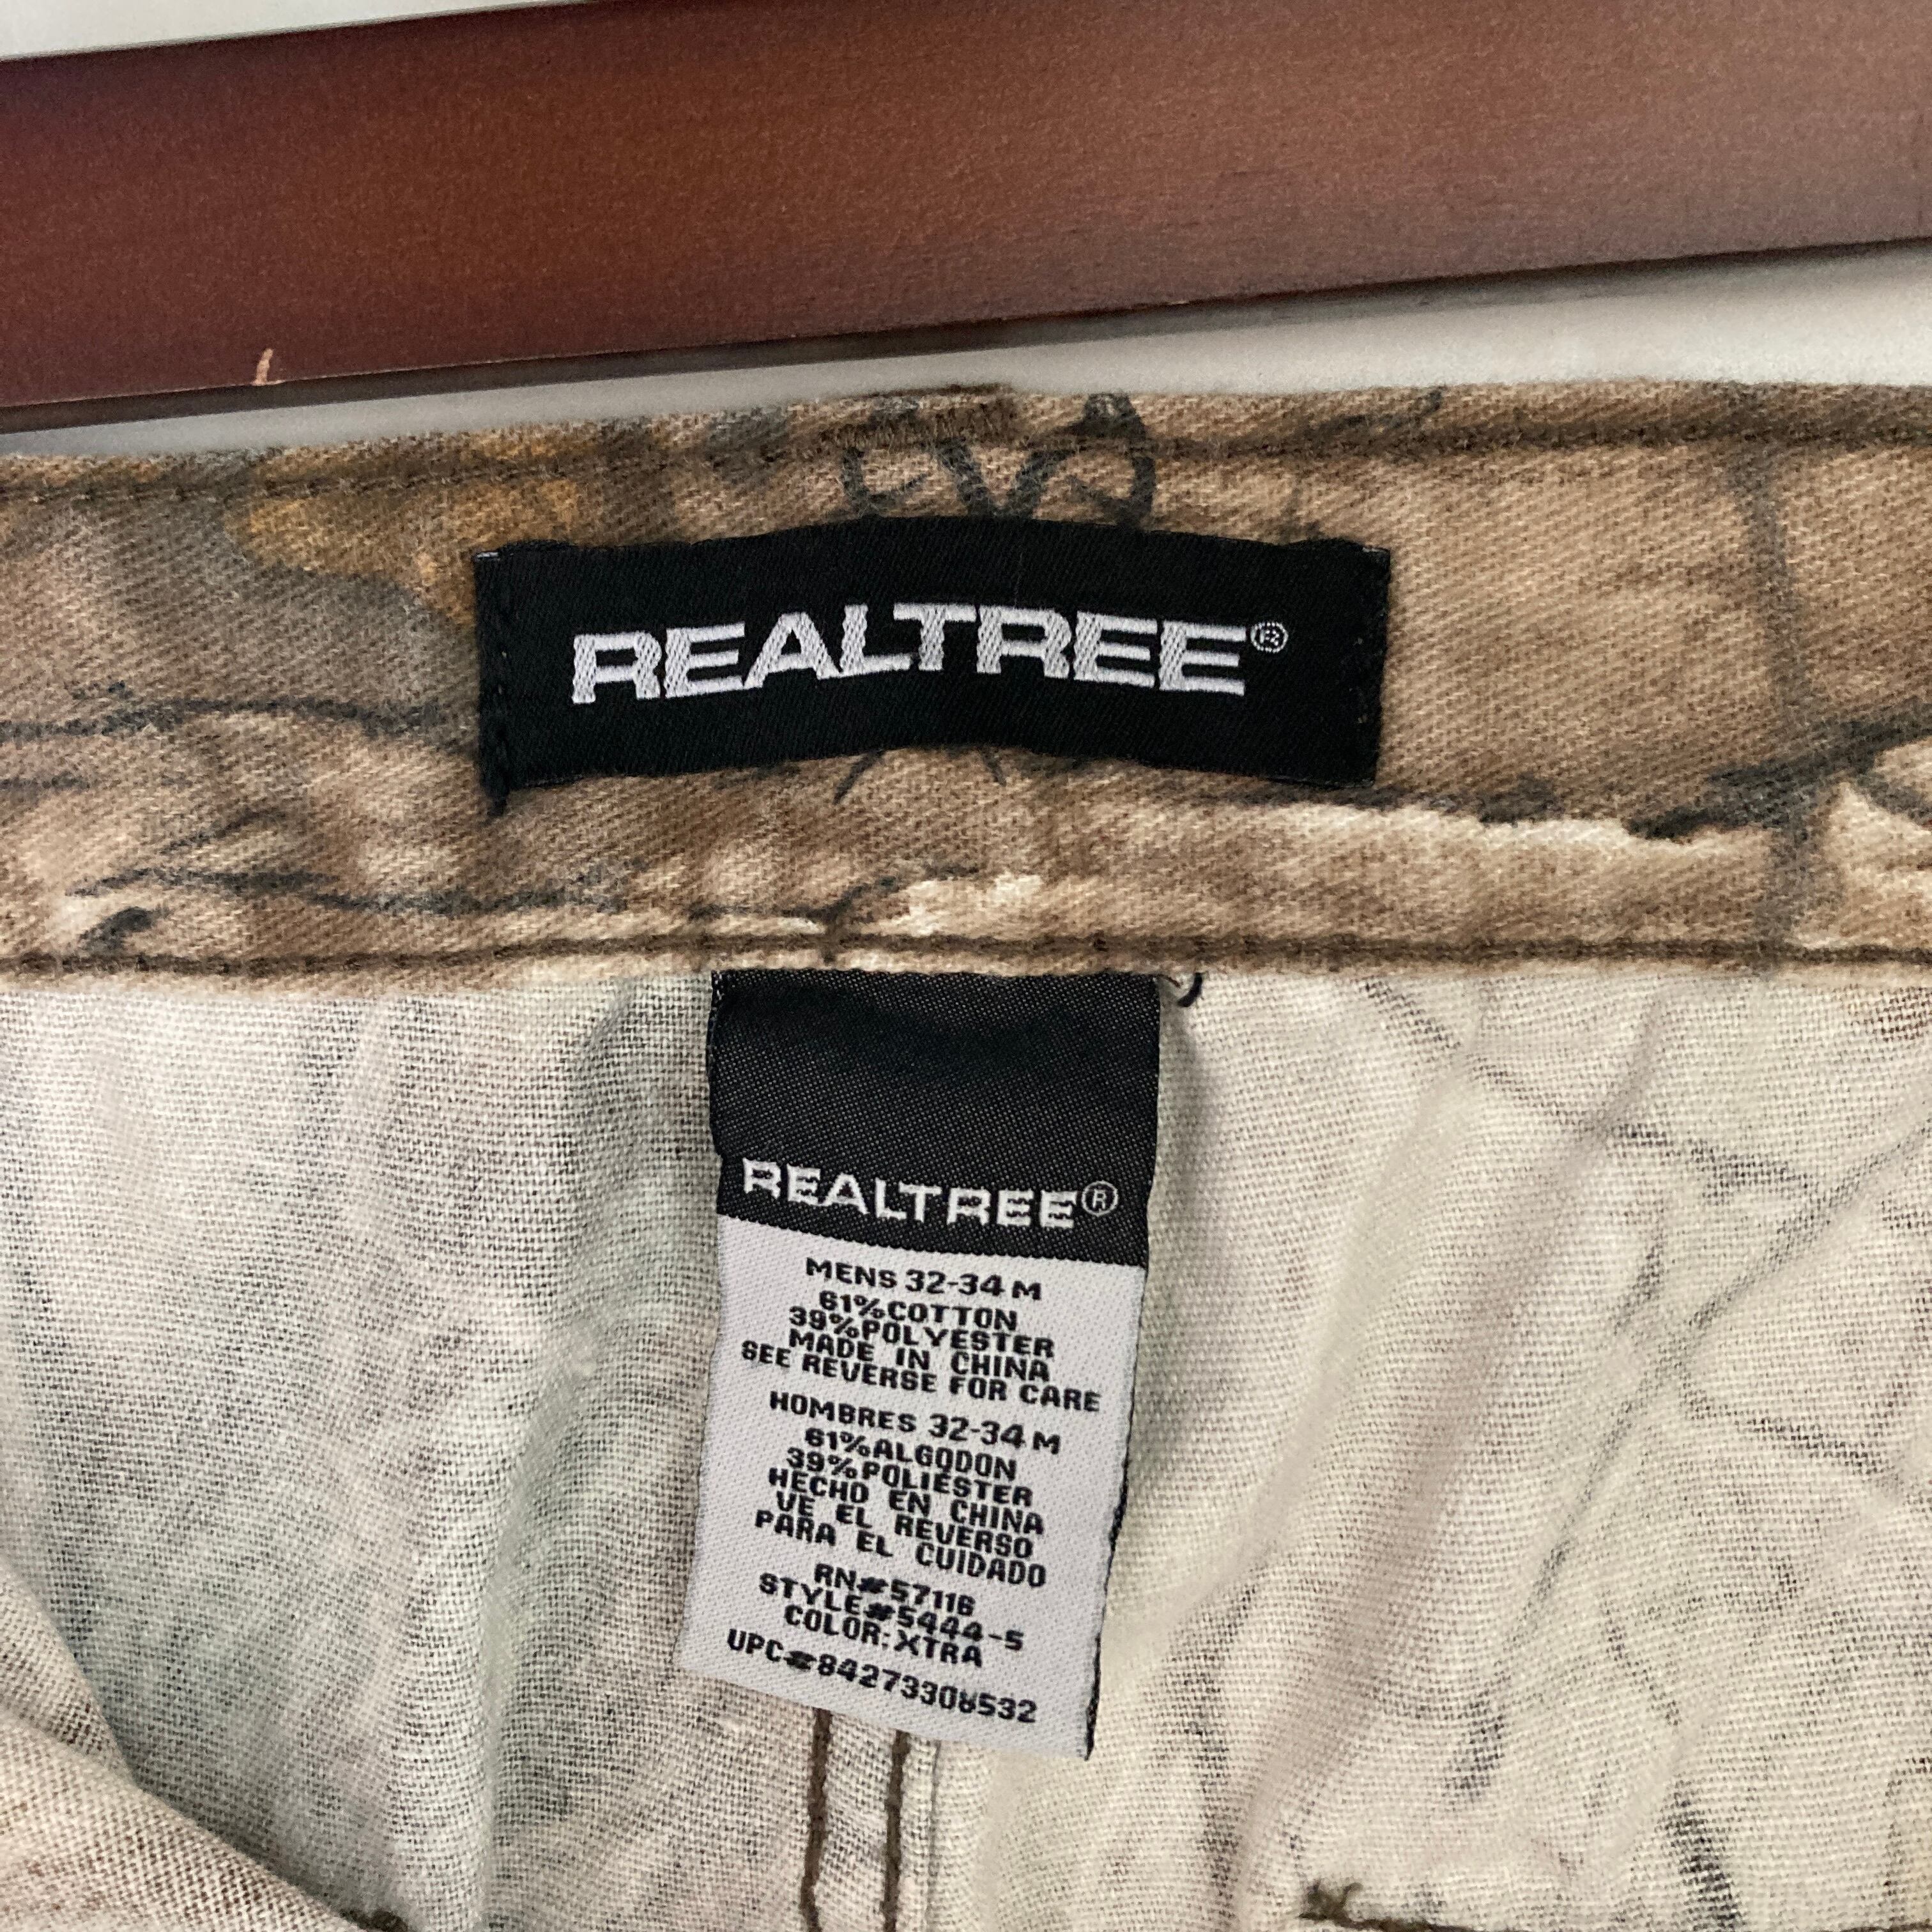 REALTREE®
REALTREE®
MENS 32-34 M
61%COTTON
39%POLYESTER
MADE IN CHINA
SEE REVERSE FOR CARE
HOMBRES 32-34 M
61%ALGODON
39%POLIÉSTER
HECHO EN CHINA
VE EL REVERSO
PARA EL CUIDADO
RN#57116
STYLE#5444-5
COLOR:XTRA
UPC#84273308532